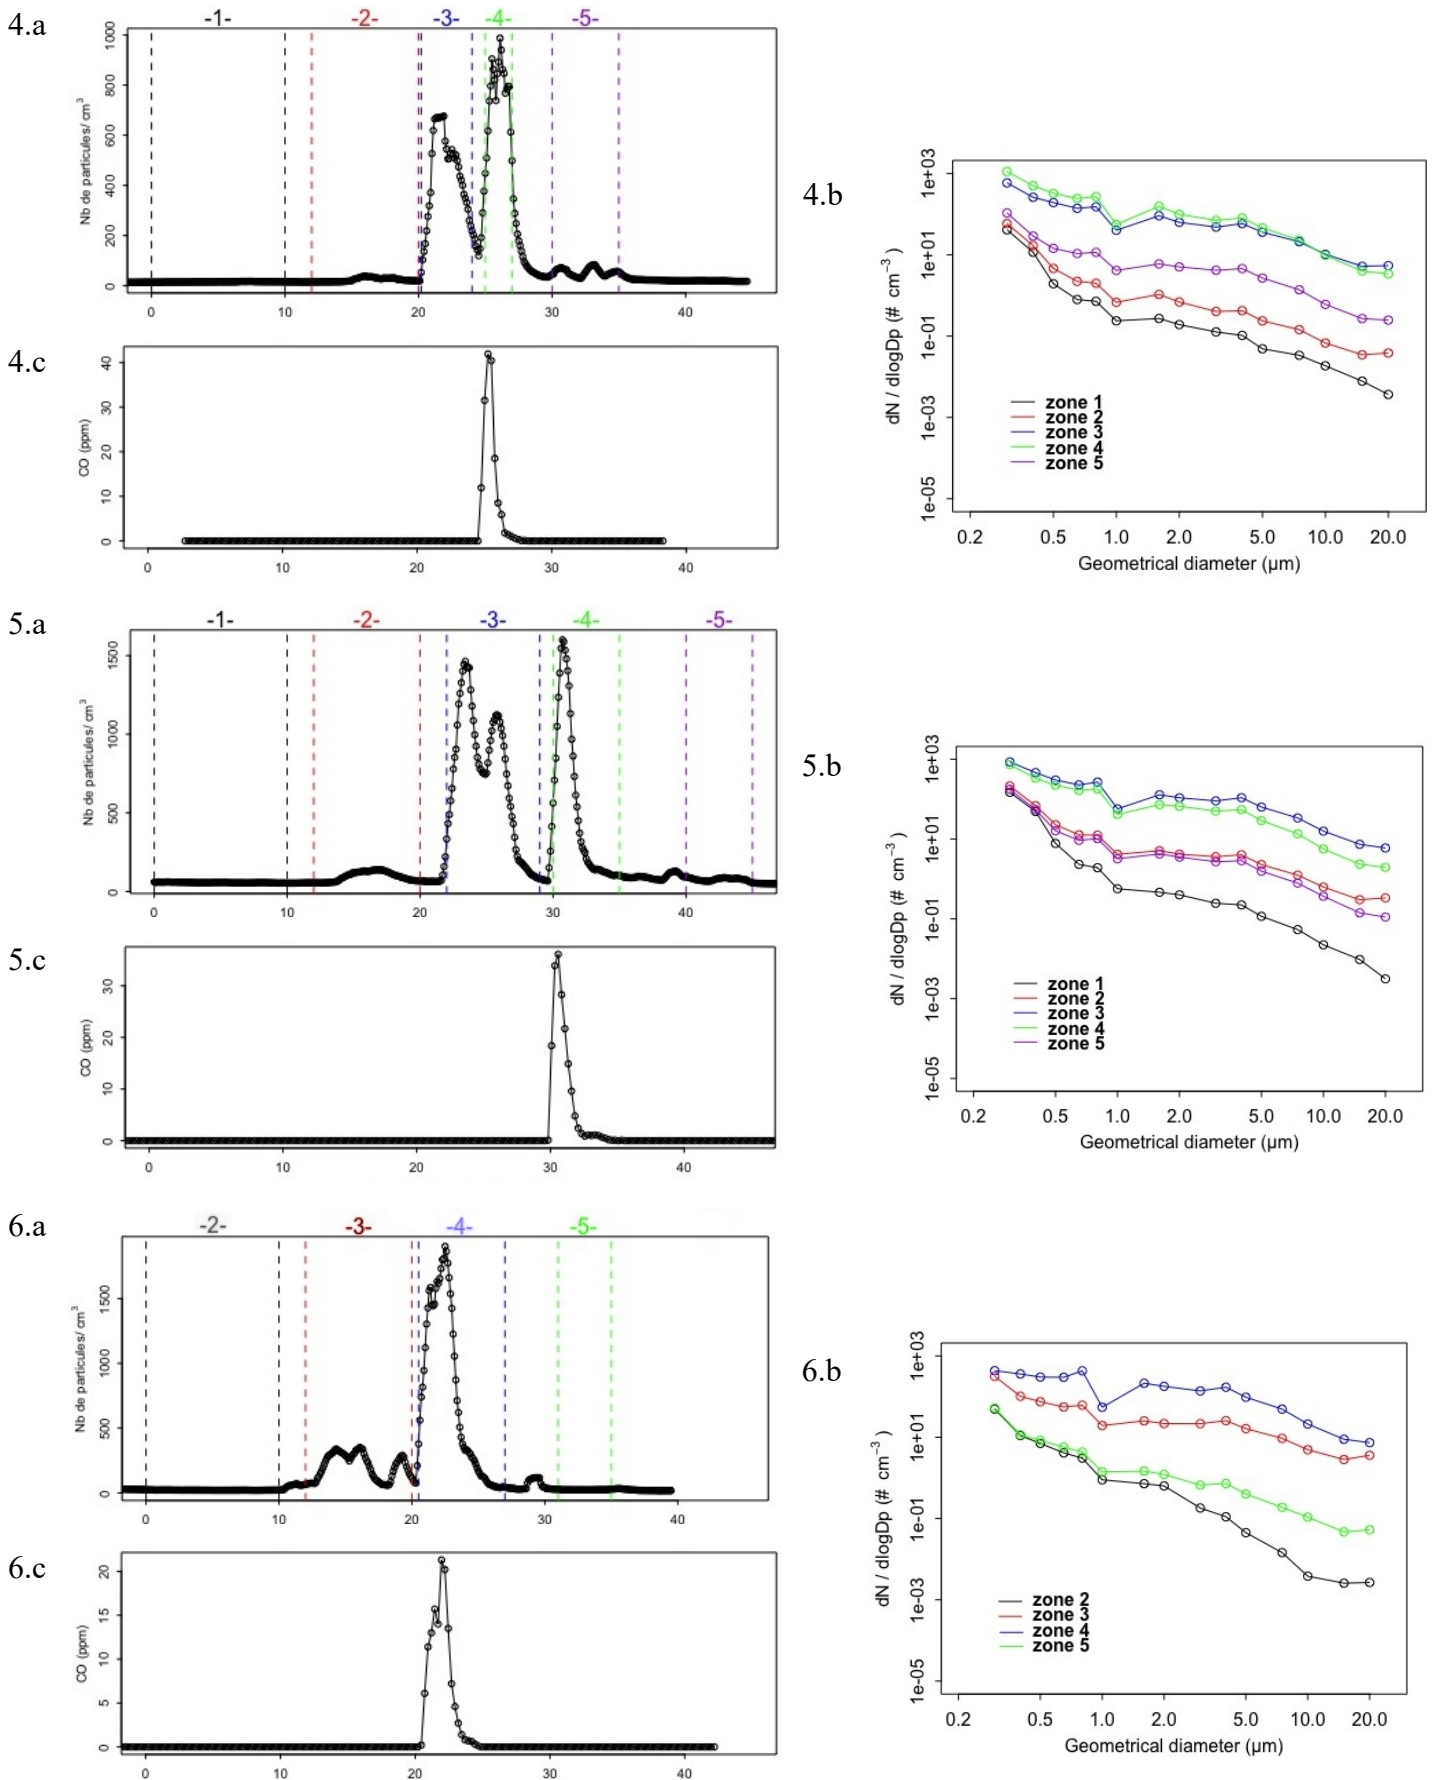 4.a
-1- -2- -3- -4- -5-
Nb de particules/ cm³
0 200 400 600 800 1000
0 10 20 30 40
4.b
dN / dlogDp (# cm⁻³ )
1e-05 1e-03 1e-01 1e+01 1e+03
zone 1
zone 2
zone 3
zone 4
zone 5
0.2 0.5 1.0 2.0 5.0 10.0 20.0
Geometrical diameter (µm)
4.c
CO (ppm)
0 10 20 30 40
0 10 20 30 40
5.a
-1- -2- -3- -4- -5-
Nb de particules/ cm³
0 500 1000 1500
0 10 20 30 40
5.b
dN / dlogDp (# cm⁻³ )
1e-05 1e-03 1e-01 1e+01 1e+03
zone 1
zone 2
zone 3
zone 4
zone 5
0.2 0.5 1.0 2.0 5.0 10.0 20.0
Geometrical diameter (µm)
5.c
CO (ppm)
0 10 20 30
0 10 20 30 40
6.a
-2- -3- -4- -5-
Nb de particules/ cm³
0 500 1000 1500
0 10 20 30 40
6.b
dN / dlogDp (# cm⁻³ )
1e-05 1e-03 1e-01 1e+01 1e+03
zone 2
zone 3
zone 4
zone 5
0.2 0.5 1.0 2.0 5.0 10.0 20.0
Geometrical diameter (µm)
6.c
CO (ppm)
0 5 10 15 20
0 10 20 30 40